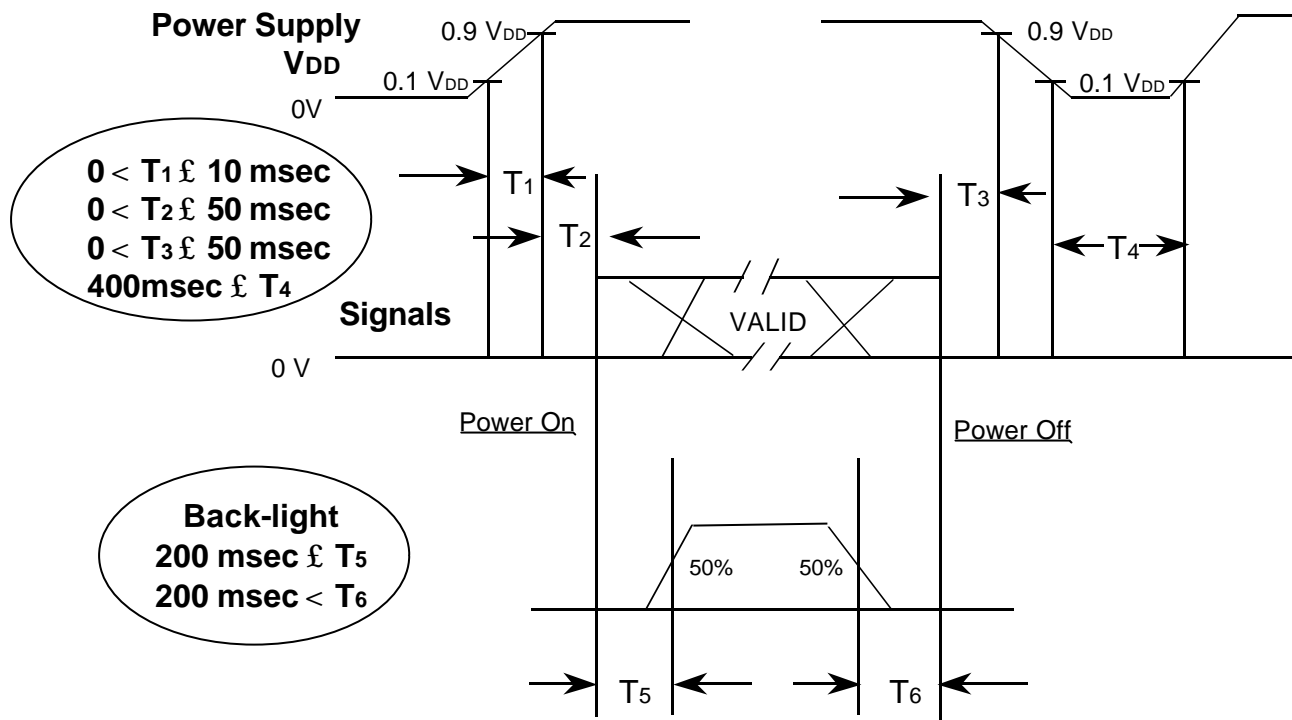 Power Supply
VDD
0.9 VDD
0.1 VDD
0V
0.9 VDD
0.1 VDD
0 < T1 £ 10 msec
0 < T2 £ 50 msec
0 < T3 £ 50 msec
400msec £ T4
T1
T2
T3
T4
Signals
VALID
0 V
Power On
Power Off
Back-light
200 msec £ T5
200 msec < T6
50%
50%
T5
T6